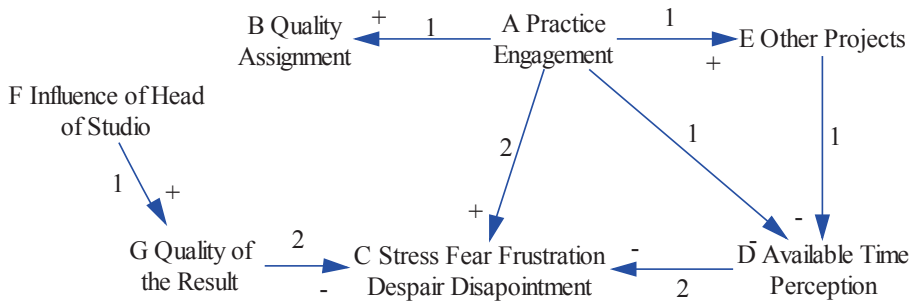 B Quality
Assignment
+
1
A Practice
Engagement
1
+
E Other Projects
F Influence of Head
of Studio
2
1
1
1
+
+
-
-
G Quality of
the Result
2
-
C Stress Fear Frustration
Despair Disapointment
-
2
D Available Time
Perception